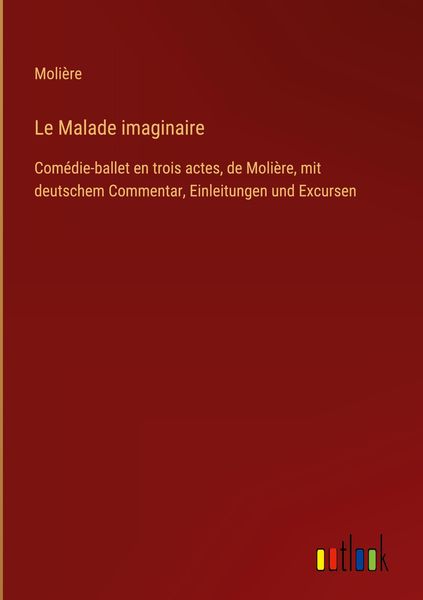 Molière
Le Malade imaginaire
Comédie-ballet en trois actes, de Molière, mit
deutschem Commentar, Einleitungen und Excursen
outlook